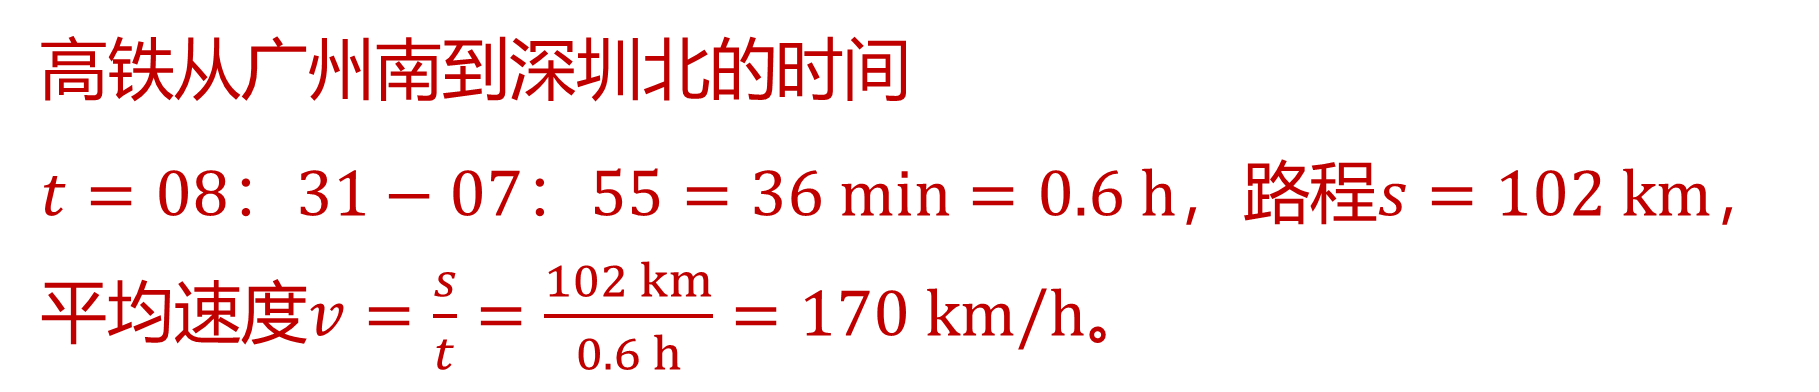 高铁从广州南到深圳北的时间
t = 08：31 − 07：55 = 36 min = 0.6 h，路程s = 102 km，
平均速度v = s/t = 102 km/0.6 h = 170 km/h。